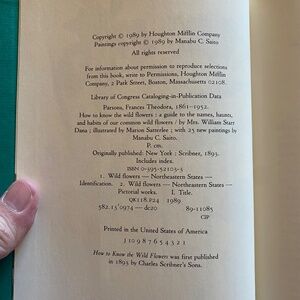 Copyright © 1989 by Houghton Mifflin Company
Paintings copyright © 1989 by Manabu C. Saito
All rights reserved
For information about permission to reproduce selections
from this book, write to Permissions, Houghton Mifflin
Company, 2 Park Street, Boston, Massachusetts 02108.
Library of Congress Cataloging-in-Publication Data
Parsons, Frances Theodora, 1861–1952.
How to know the wild flowers : a guide to the names, haunts,
and habits of our common wild flowers / by Mrs. William Starr
Dana ; illustrated by Marion Satterlee ; with 23 new paintings by
Manabu C. Saito.
P. cm.
Originally published: New York : Scribner, 1893.
Includes index.
ISBN 0-395-52103-5
1. Wild flowers — Northeastern States —
Identification. 2. Wild flowers — Northeastern States —
Pictorial works. I. Title.
QK118.P24 1989
582.13'0974 — dc20 89-11085
CIP
Printed in the United States of America
J 10 9 8 7 6 5 4 3 2 1
How to Know the Wild Flowers was first published
in 1893 by Charles Scribner's Sons.